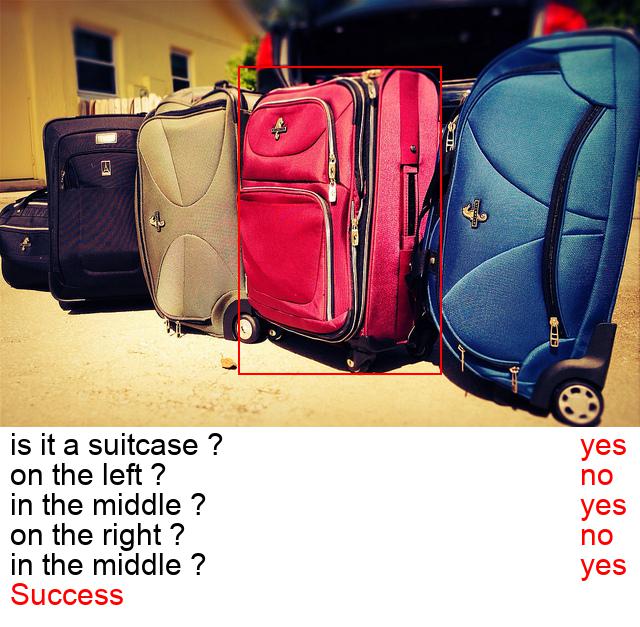 is it a suitcase ? yes
on the left ? no
in the middle ? yes
on the right ? no
in the middle ? yes
Success